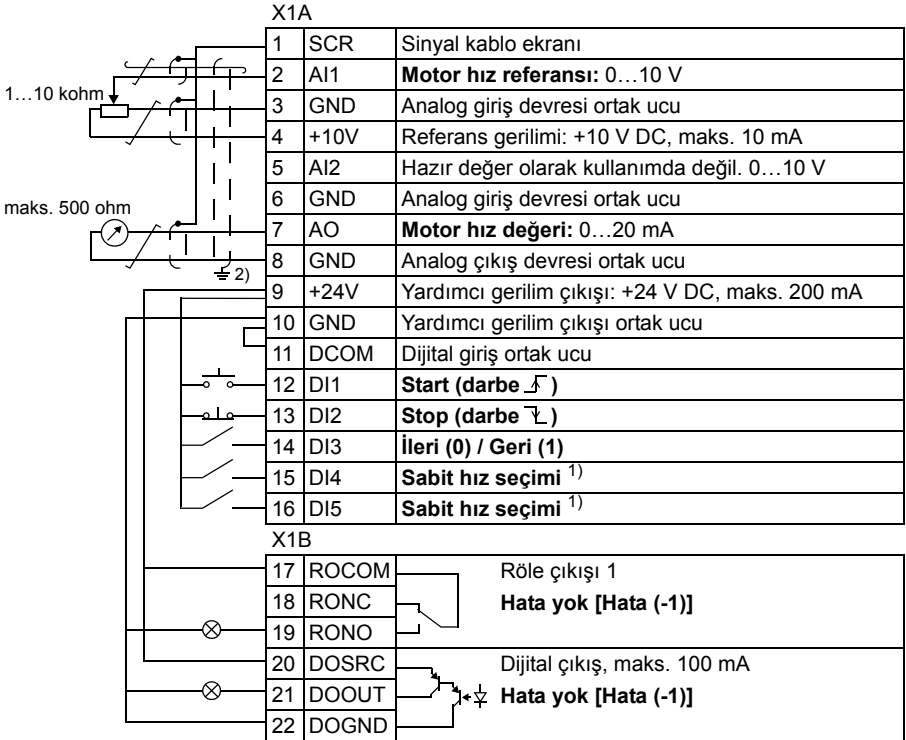 X1A
1 SCR Sinyal kablo ekranı
2 AI1 Motor hız referansı: 0…10 V
1…10 kohm
3 GND Analog giriş devresi ortak ucu
4 +10V Referans gerilimi: +10 V DC, maks. 10 mA
5 AI2 Hazır değer olarak kullanımda değil. 0…10 V
6 GND Analog giriş devresi ortak ucu
maks. 500 ohm
7 AO Motor hız değeri: 0…20 mA
8 GND Analog çıkış devresi ortak ucu
2)
9 +24V Yardımcı gerilim çıkışı: +24 V DC, maks. 200 mA
10 GND Yardımcı gerilim çıkışı ortak ucu
11 DCOM Dijital giriş ortak ucu
12 DI1 Start (darbe )
13 DI2 Stop (darbe )
14 DI3 İleri (0) / Geri (1)
15 DI4 Sabit hız seçimi 1)
16 DI5 Sabit hız seçimi 1)
X1B
17 ROCOM Röle çıkışı 1
18 RONC Hata yok [Hata (-1)]
19 RONO
20 DOSRC Dijital çıkış, maks. 100 mA
21 DOOUT Hata yok [Hata (-1)]
22 DOGND